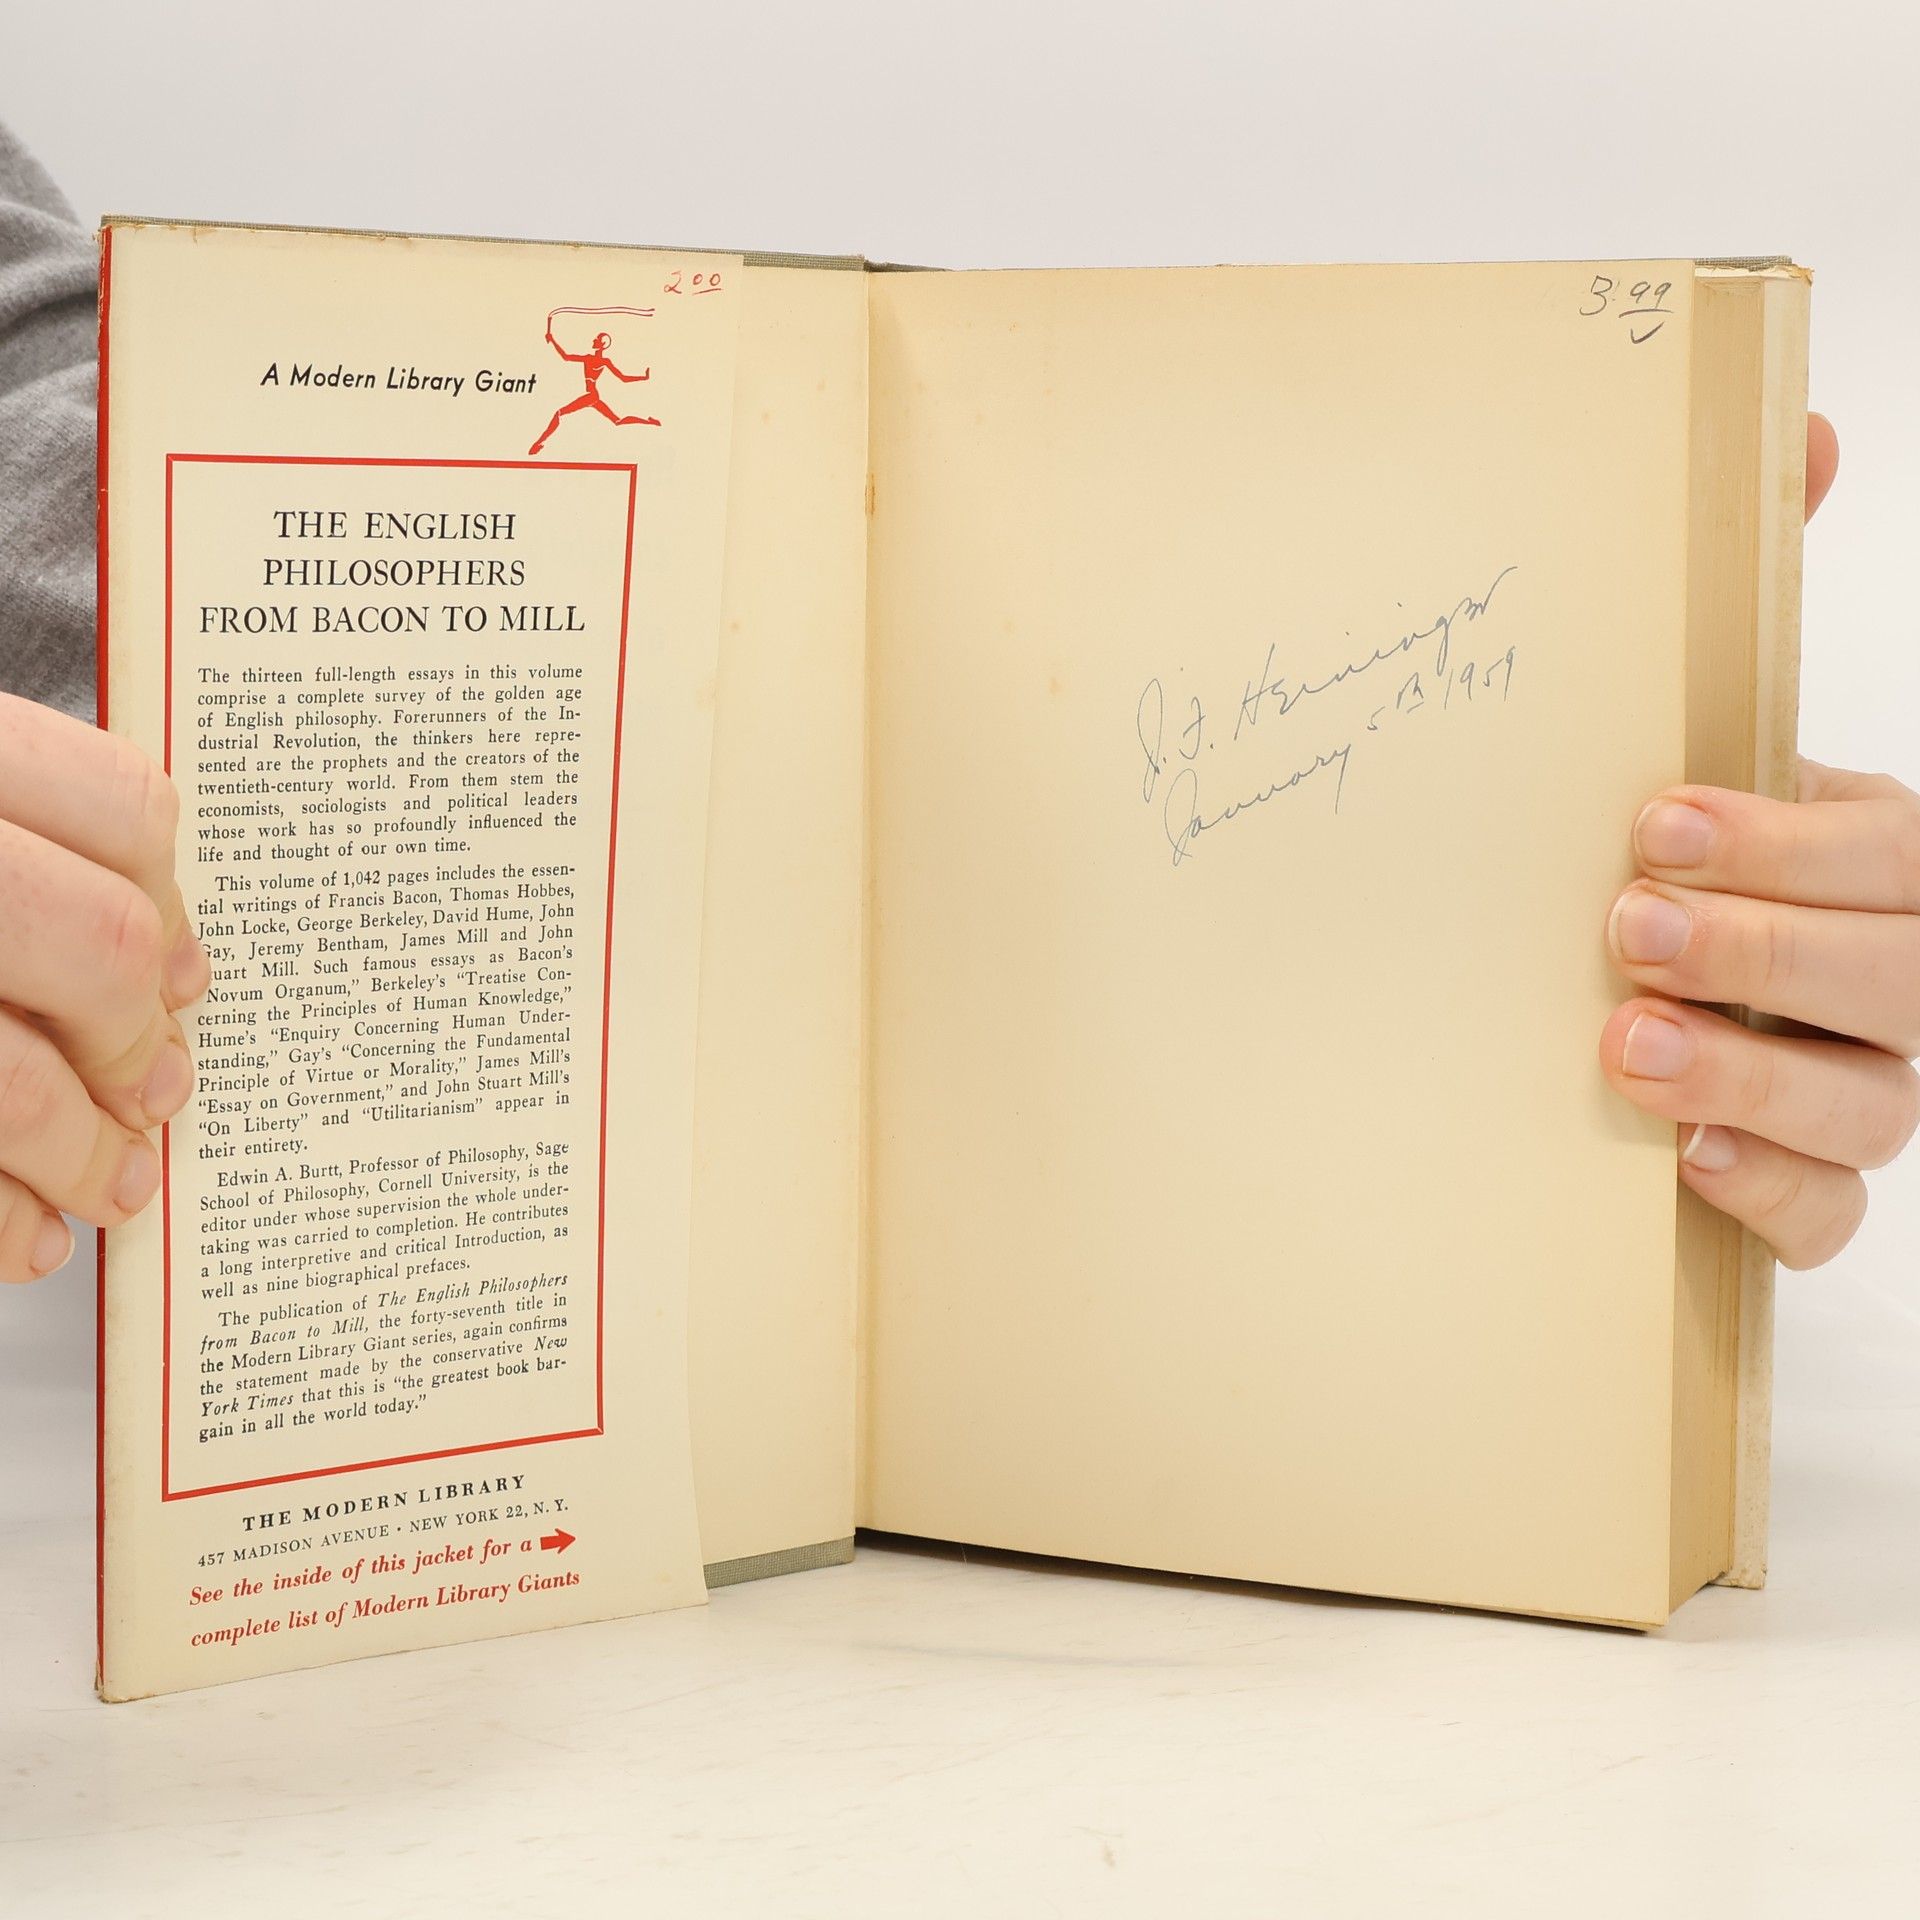 2 00
A Modern Library Giant
THE ENGLISH
PHILOSOPHERS
FROM BACON TO MILL
The thirteen full-length essays in this volume
comprise a complete survey of the golden age
of English philosophy. Forerunners of the In-
dustrial Revolution, the thinkers here repre-
sented are the prophets and the creators of the
twentieth-century world. From them stem the
economists, sociologists and political leaders
whose work has so profoundly influenced the
life and thought of our own time.
This volume of 1,042 pages includes the essen-
tial writings of Francis Bacon, Thomas Hobbes,
John Locke, George Berkeley, David Hume, John
Gay, Jeremy Bentham, James Mill and John
tuart Mill. Such famous essays as Bacon's
"Novum Organum," Berkeley's "Treatise Con-
cerning the Principles of Human Knowledge,"
Hume's "Enquiry Concerning Human Under-
standing," Gay's "Concerning the Fundamental
Principle of Virtue or Morality," James Mill's
"Essay on Government," and John Stuart Mill's
"On Liberty" and "Utilitarianism" appear in
their entirety.
Edwin A. Burtt, Professor of Philosophy, Sage
School of Philosophy, Cornell University, is the
editor under whose supervision the whole under-
taking was carried to completion. He contributes
a long interpretive and critical Introduction, as
well as nine biographical prefaces.
The publication of The English Philosophers
from Bacon to Mill, the forty-seventh title in
the Modern Library Giant series, again confirms
the statement made by the conservative New
York Times that this is "the greatest book bar-
gain in all the world today."
THE MODERN LIBRARY
457 MADISON AVENUE · NEW YORK 22, N. Y.
See the inside of this jacket for a
complete list of Modern Library Giants
3.99
J. F. Heininger
January 5th 1959